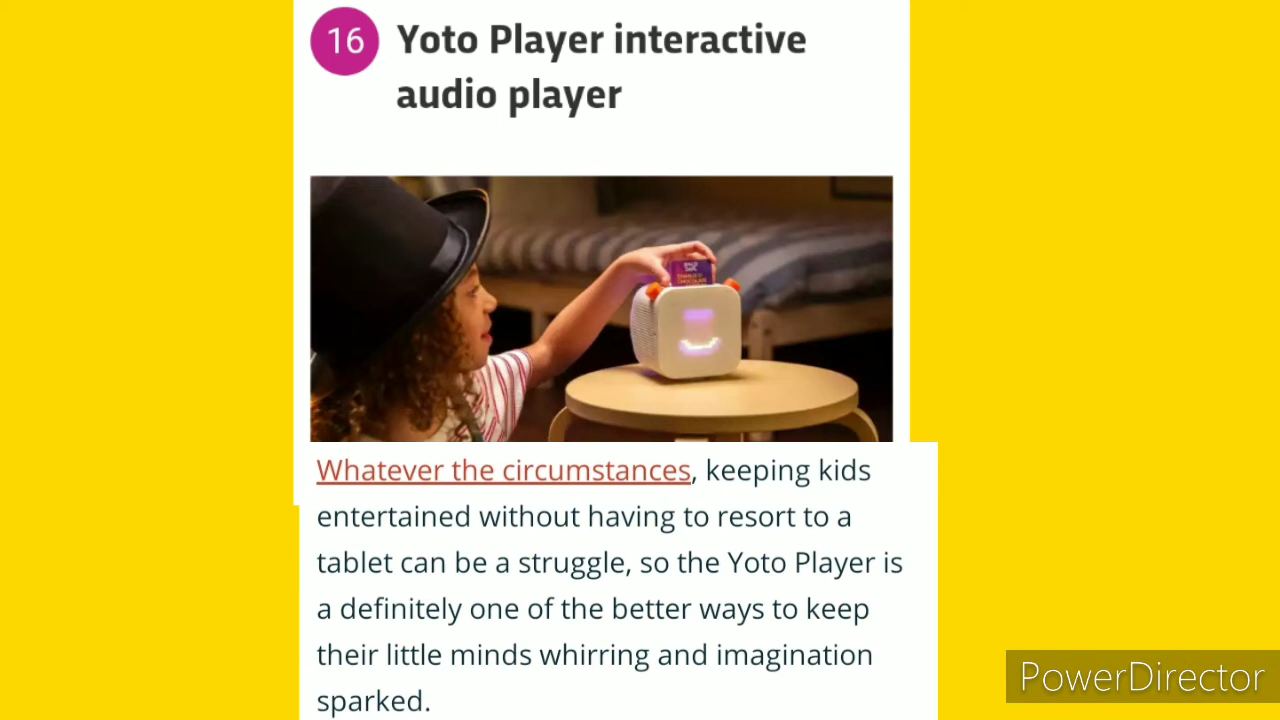 16
Yoto Player interactive
audio player
Whatever the circumstances, keeping kids
entertained without having to resort to a
tablet can be a struggle, so the Yoto Player is
a definitely one of the better ways to keep
their little minds whirring and imagination
sparked.
PowerDirector